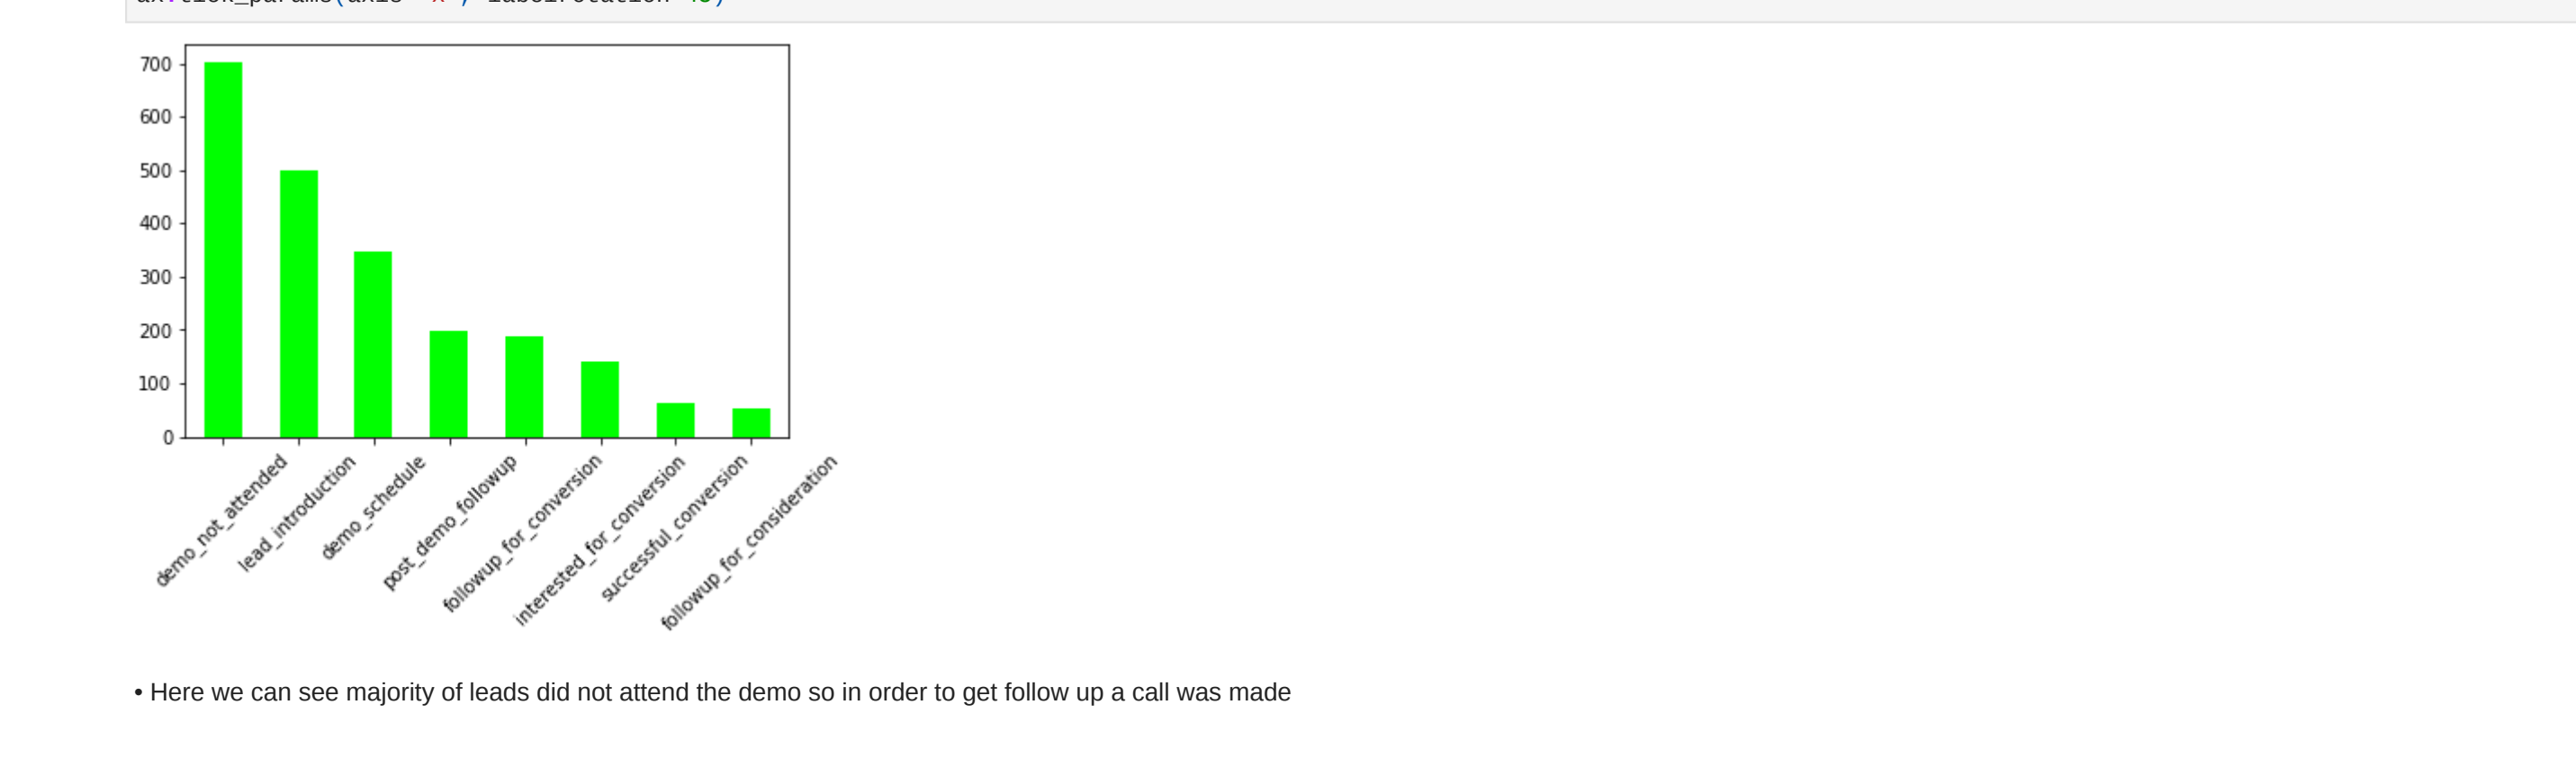 700
600
500
400
300
200
100
0
demo_not_attended
lead_introduction
demo_schedule
post_demo_followup
followup_for_conversion
interested_for_conversion
successful_conversion
followup_for_consideration
• Here we can see majority of leads did not attend the demo so in order to get follow up a call was made